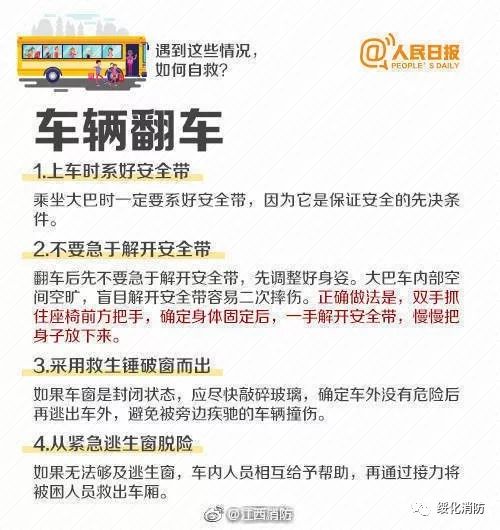 遇到这些情况，
如何自救？
@人民日报
PEOPLE'S DAILY
车辆翻车
1.上车时系好安全带
乘坐大巴时一定要系好安全带，因为它是保证安全的先决条
件。
2.不要急于解开安全带
翻车后先不要急于解开安全带，先调整好身姿。大巴车内部空
间空旷，盲目解开安全带容易二次摔伤。正确做法是，双手抓
住座椅前方把手，确定身体固定后，一手解开安全带，慢慢把
身子放下来。
3.采用救生锤破窗而出
如果车窗是封闭状态，应尽快敲碎玻璃，确定车外没有危险后
再逃出车外，避免被旁边疾驰的车辆撞伤。
4.从紧急逃生窗脱险
如果无法够及逃生窗，车内人员相互给予帮助，再通过接力将
被困人员救出车厢。
@江西消防
绥化消防